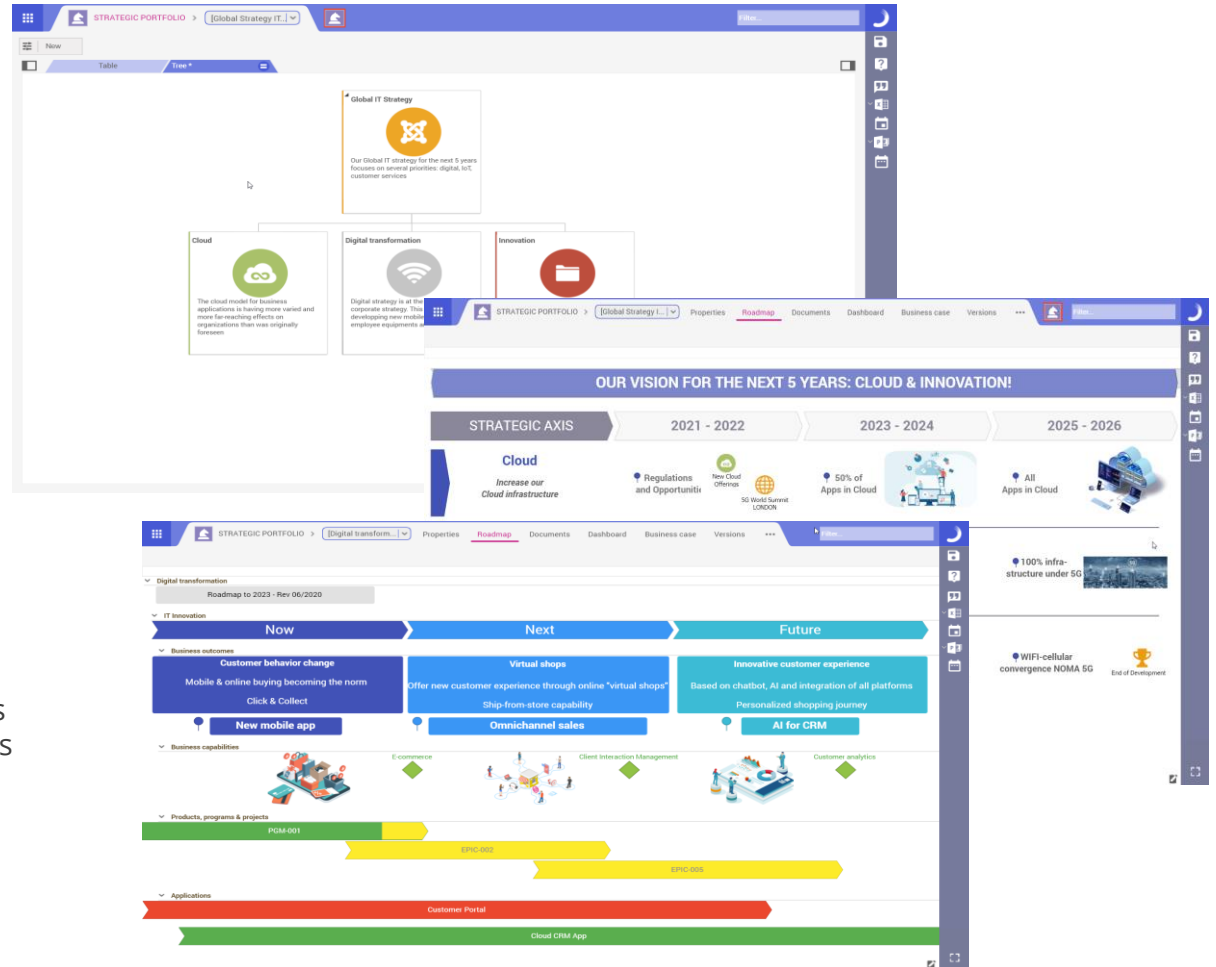 STRATEGIC PORTFOLIO > [Global Strategy IT..]
Filter...
New
Table
Tree *
Global IT Strategy
Our Global IT strategy for the next 5 years
focuses on several priorities: digital, IoT,
customer services
Cloud
The cloud model for business
applications is having more varied and
more far-reaching effects on
organizations than was originally
foreseen
Digital transformation
Digital strategy is at the
corporate strategy. This
developping new mobile
employee equipments a
Innovation
STRATEGIC PORTFOLIO > [Global Strategy I...
Properties
Roadmap
Documents
Dashboard
Business case
Versions
Filter...
OUR VISION FOR THE NEXT 5 YEARS: CLOUD & INNOVATION!
STRATEGIC AXIS
2021 - 2022
2023 - 2024
2025 - 2026
Cloud
Increase our
Cloud infrastructure
Regulations
and Opportunitie
New Cloud
Offerings
5G World Summit
LONDON
50% of
Apps in Cloud
All
Apps in Cloud
100% infra-
structure under 5G
WIFI-cellular
convergence NOMA 5G
End of Development
s
s
STRATEGIC PORTFOLIO > [Digital transform...
Properties
Roadmap
Documents
Dashboard
Business case
Versions
Filter...
Digital transformation
Roadmap to 2023 - Rev 06/2020
IT Innovation
Now
Next
Future
Business outcomes
Customer behavior change
Mobile & online buying becoming the norm
Click & Collect
Virtual shops
Offer new customer experience through online "virtual shops"
Ship-from-store capability
Innovative customer experience
Based on chatbot, AI and integration of all platforms
Personalized shopping journey
New mobile app
Omnichannel sales
AI for CRM
Business capabilities
E-commerce
Client Interaction Management
Customer analytics
Products, programs & projects
PGM-001
EPIC-002
EPIC-005
Applications
Customer Portal
Cloud CRM App